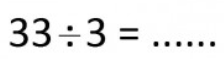 33÷3 = ......